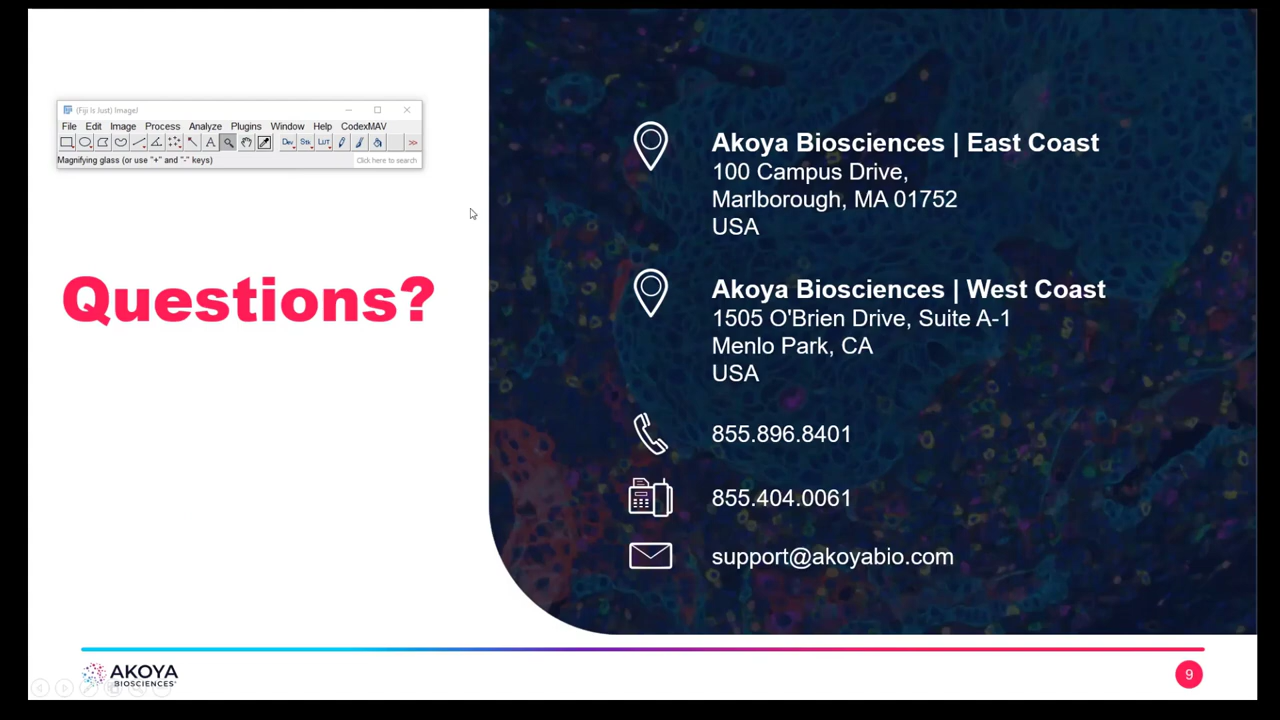 (Fiji Is Just) ImageJ
File Edit Image Process Analyze Plugins Window Help CodexMAV
Dev Stk LUT >>
Magnifying glass (or use "+" and "-" keys)
Click here to search
Questions?
Akoya Biosciences | East Coast
100 Campus Drive,
Marlborough, MA 01752
USA
Akoya Biosciences | West Coast
1505 O'Brien Drive, Suite A-1
Menlo Park, CA
USA
855.896.8401
855.404.0061
support@akoyabio.com
AKOYA
BIOSCIENCES
9